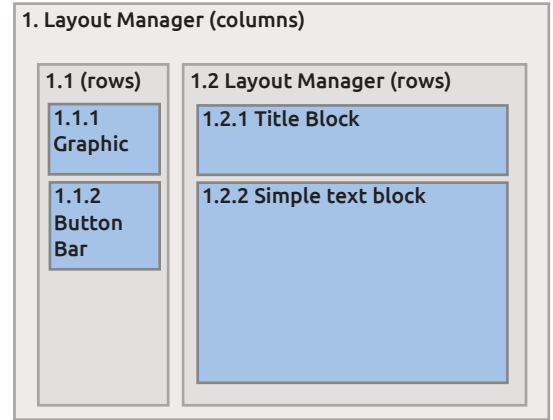 1. Layout Manager (columns)
1.1 (rows)
1.1.1
Graphic
1.1.2
Button
Bar
1.2 Layout Manager (rows)
1.2.1 Title Block
1.2.2 Simple text block